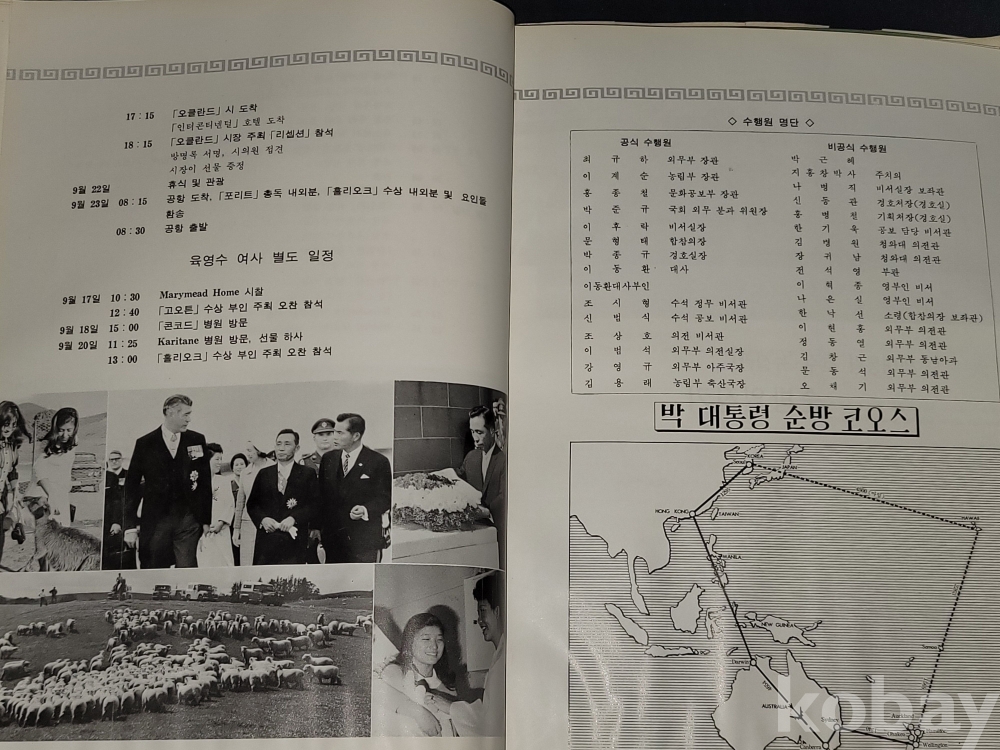 17 : 15 「오클란드」 시 도착
「인터콘티넨털」 호텔 도착
18 : 15 「오클란드」 시장 주최 「리셉션」 참석
방명록 서명, 시의원 접견
시장이 선물 증정
9월 22일 휴식 및 관광
9월 23일 08 : 15 공항 도착, 「포리트」 총독 내외분, 「홀리오크」 수상 내외분 및 요인들
환송
08 : 30 공항 출발
육영수 여사 별도 일정
9월 17일 10 : 30 Marymead Home 시찰
12 : 40 「고오튼」 수상 부인 주최 오찬 참석
9월 18일 15 : 00 「콘코드」 병원 방문
9월 20일 11 : 25 Karitane 병원 방문, 선물 하사
13 : 00 「홀리오크」 수상 부인 주최 오찬 참석
◇ 수행원 명단 ◇
공식 수행원
최 규 하 외무부 장관
이 계 순 농림부 장관
홍 종 철 문화공보부 장관
박 준 규 국회 외무 분과 위원장
이 후 락 비서실장
문 형 태 합참의장
박 종 규 경호실장
이 동 환 대사
이동환대사부인
조 시 형 수석 정무 비서관
신 범 식 수석 공보 비서관
조 상 호 의전 비서관
이 범 석 외무부 의전실장
강 영 규 외무부 아주국장
김 용 래 농림부 축산국장
비공식 수행원
박 근 혜
지 홍 창 박 사 주치의
나 병 직 비서실장 보좌관
신 동 관 경호처장(경호실)
홍 병 철 기획처장(경호실)
한 기 욱 공보 담당 비서관
김 병 원 청와대 의전관
장 귀 남 청와대 의전관
전 석 영 부관
이 혁 종 영부인 비서
나 은 실 영부인 비서
한 낙 선 소령(합참의장 보좌관)
이 현 홍 외무부 의전관
정 동 열 외무부 의전관
김 창 근 외무부 동남아과
문 동 석 외무부 의전관
오 태 기 외무부 의전관
박 대통령 순방 코오스
KOREA
JAPAN
HONG KONG
TAIWAN
HAWAII
MANILA
NEW GUINEA
Samoa
Darwin
AUSTRALIA
Sydney
Canberra
Auckland
Wellington
kobay